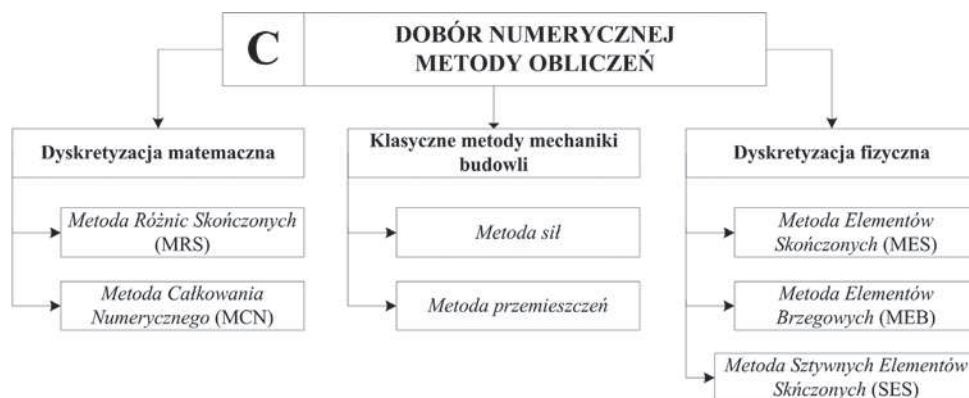 C
DOBÓR NUMERYCZNEJ
METODY OBLICZEŃ
Dyskretyzacja matemaczna
Metoda Różnic Skończonych
(MRS)
Metoda Całkowania
Numerycznego (MCN)
Klasyczne metody mechaniki
budowli
Metoda sił
Metoda przemieszczeń
Dyskretyzacja fizyczna
Metoda Elementów
Skończonych (MES)
Metoda Elementów
Brzegowych (MEB)
Metoda Sztywnych Elementów
Skńczonych (SES)